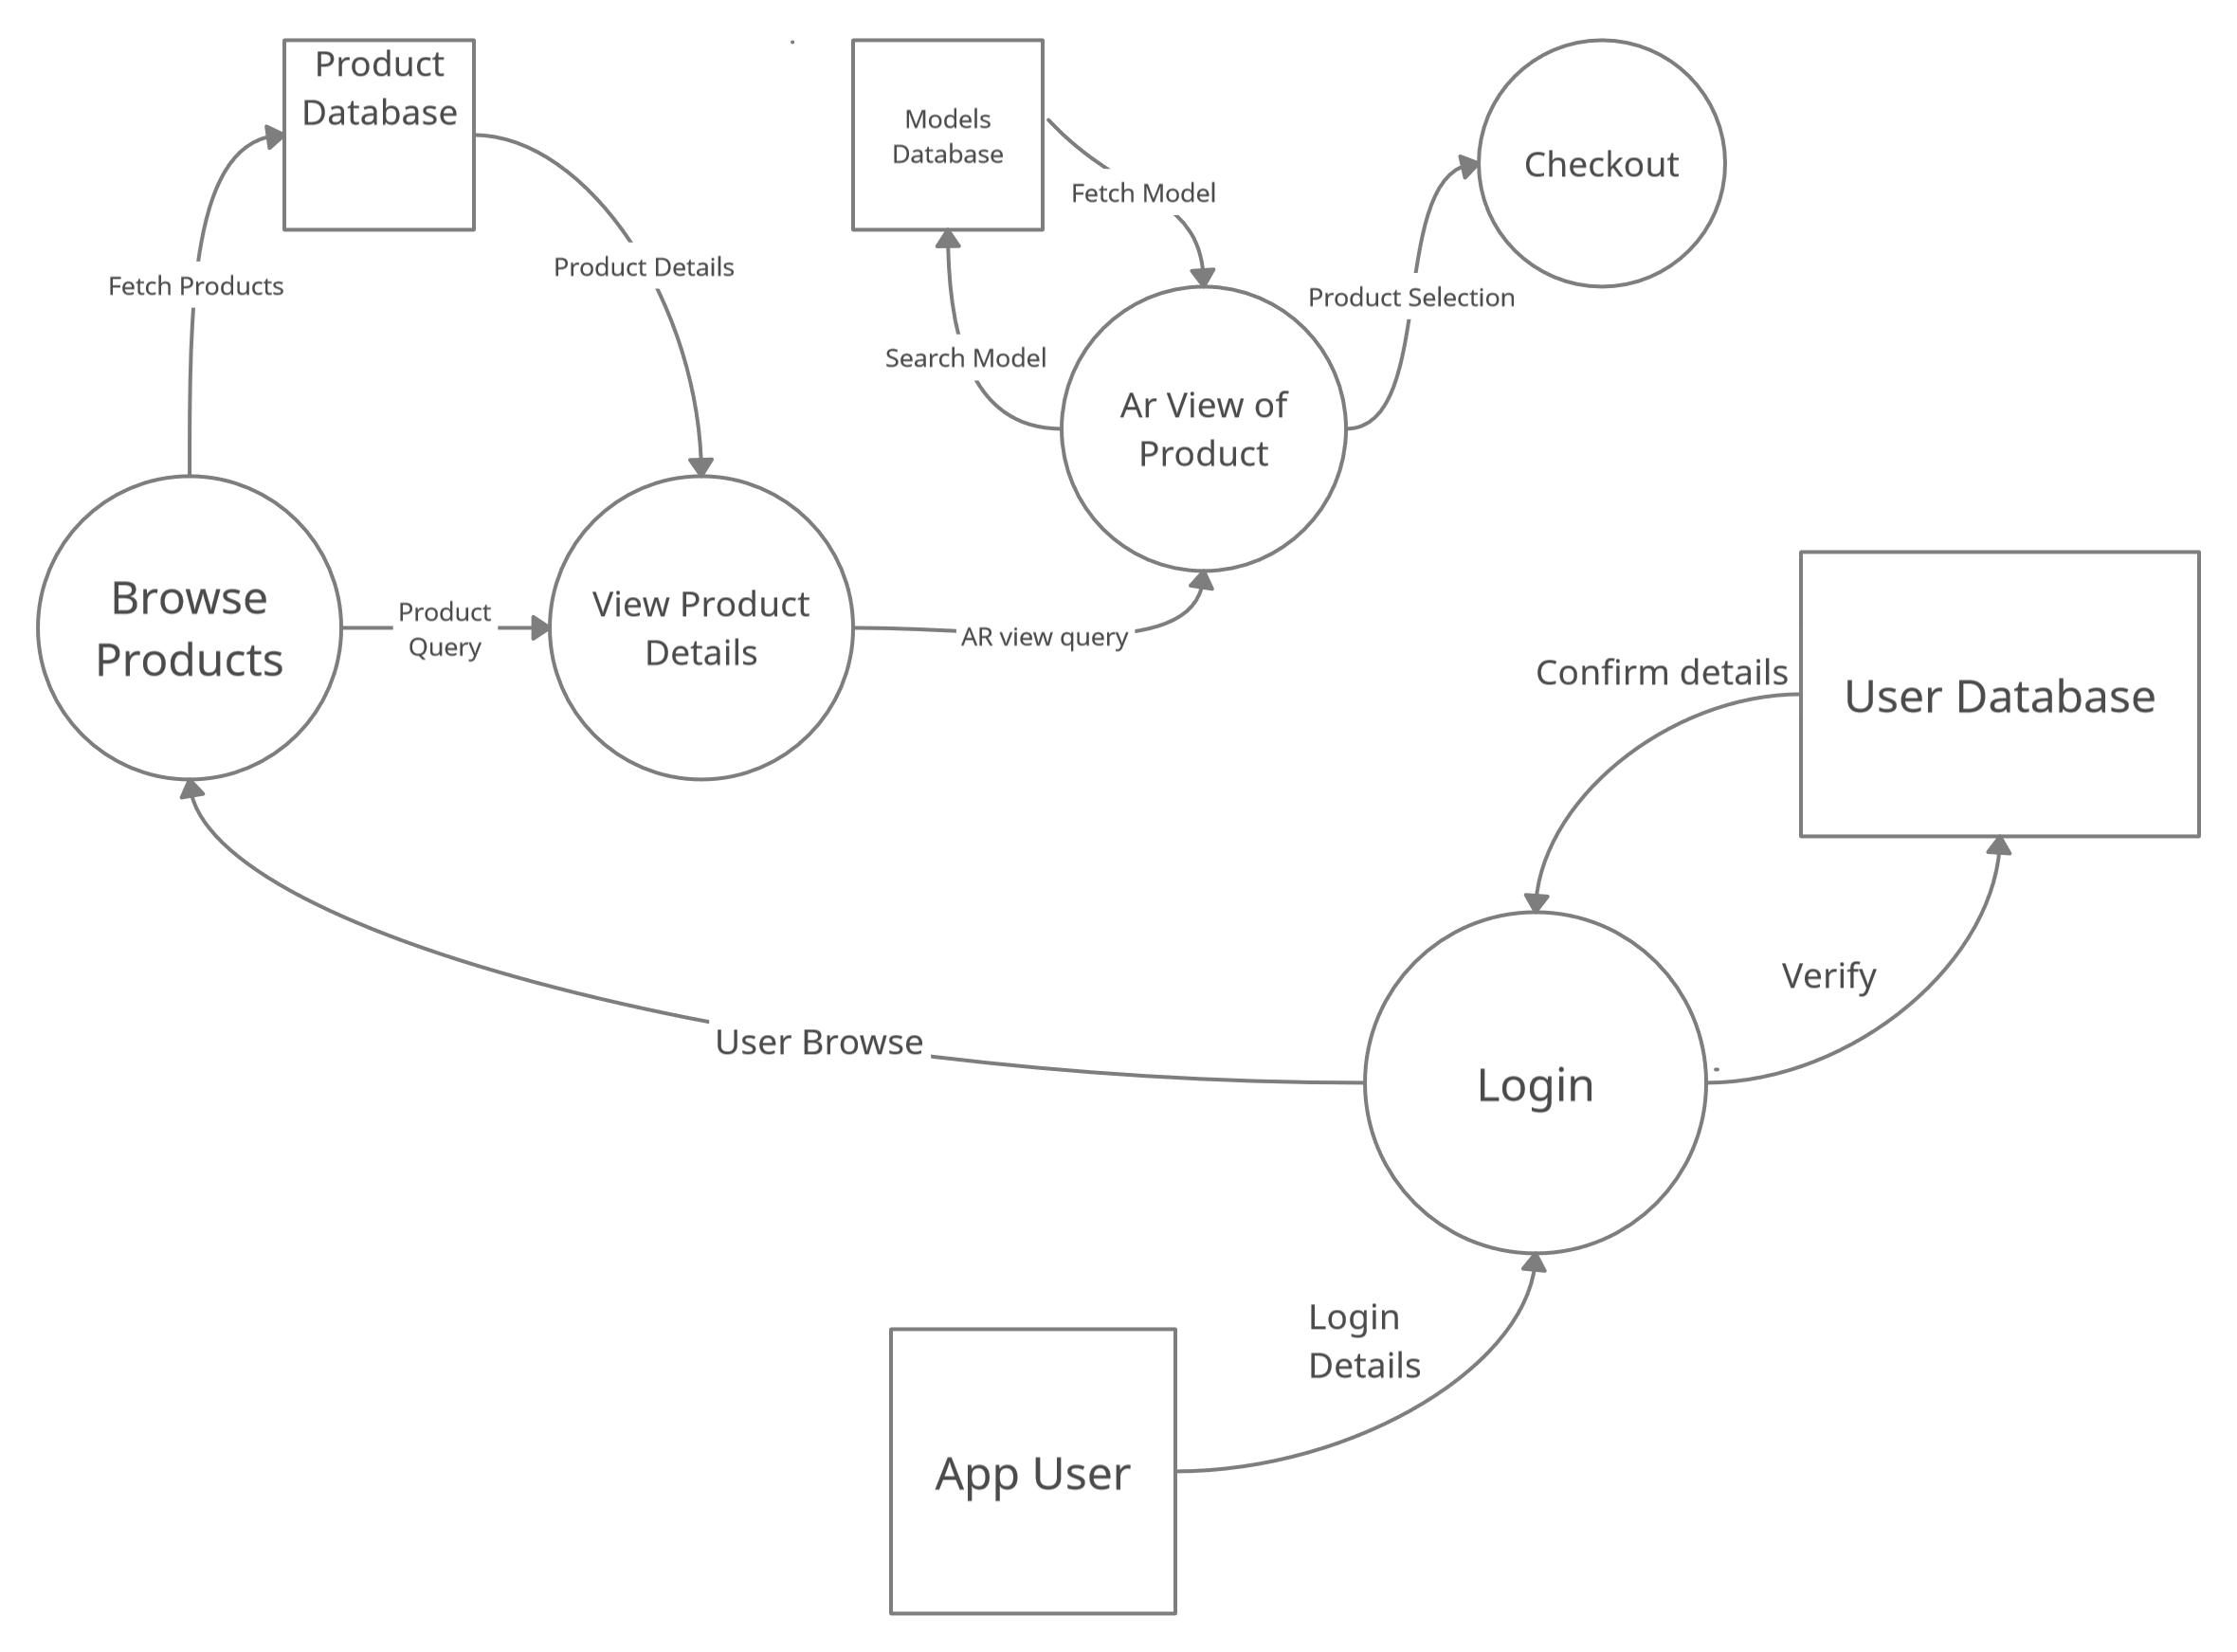 Product
Database
Models
Database
Checkout
Fetch Model
Product Details
Fetch Products
Product Selection
Search Model
Ar View of
Product
Browse
Products
Product
Query
View Product
Details
AR view query
Confirm details
User Database
Verify
User Browse
Login
Login
Details
App User